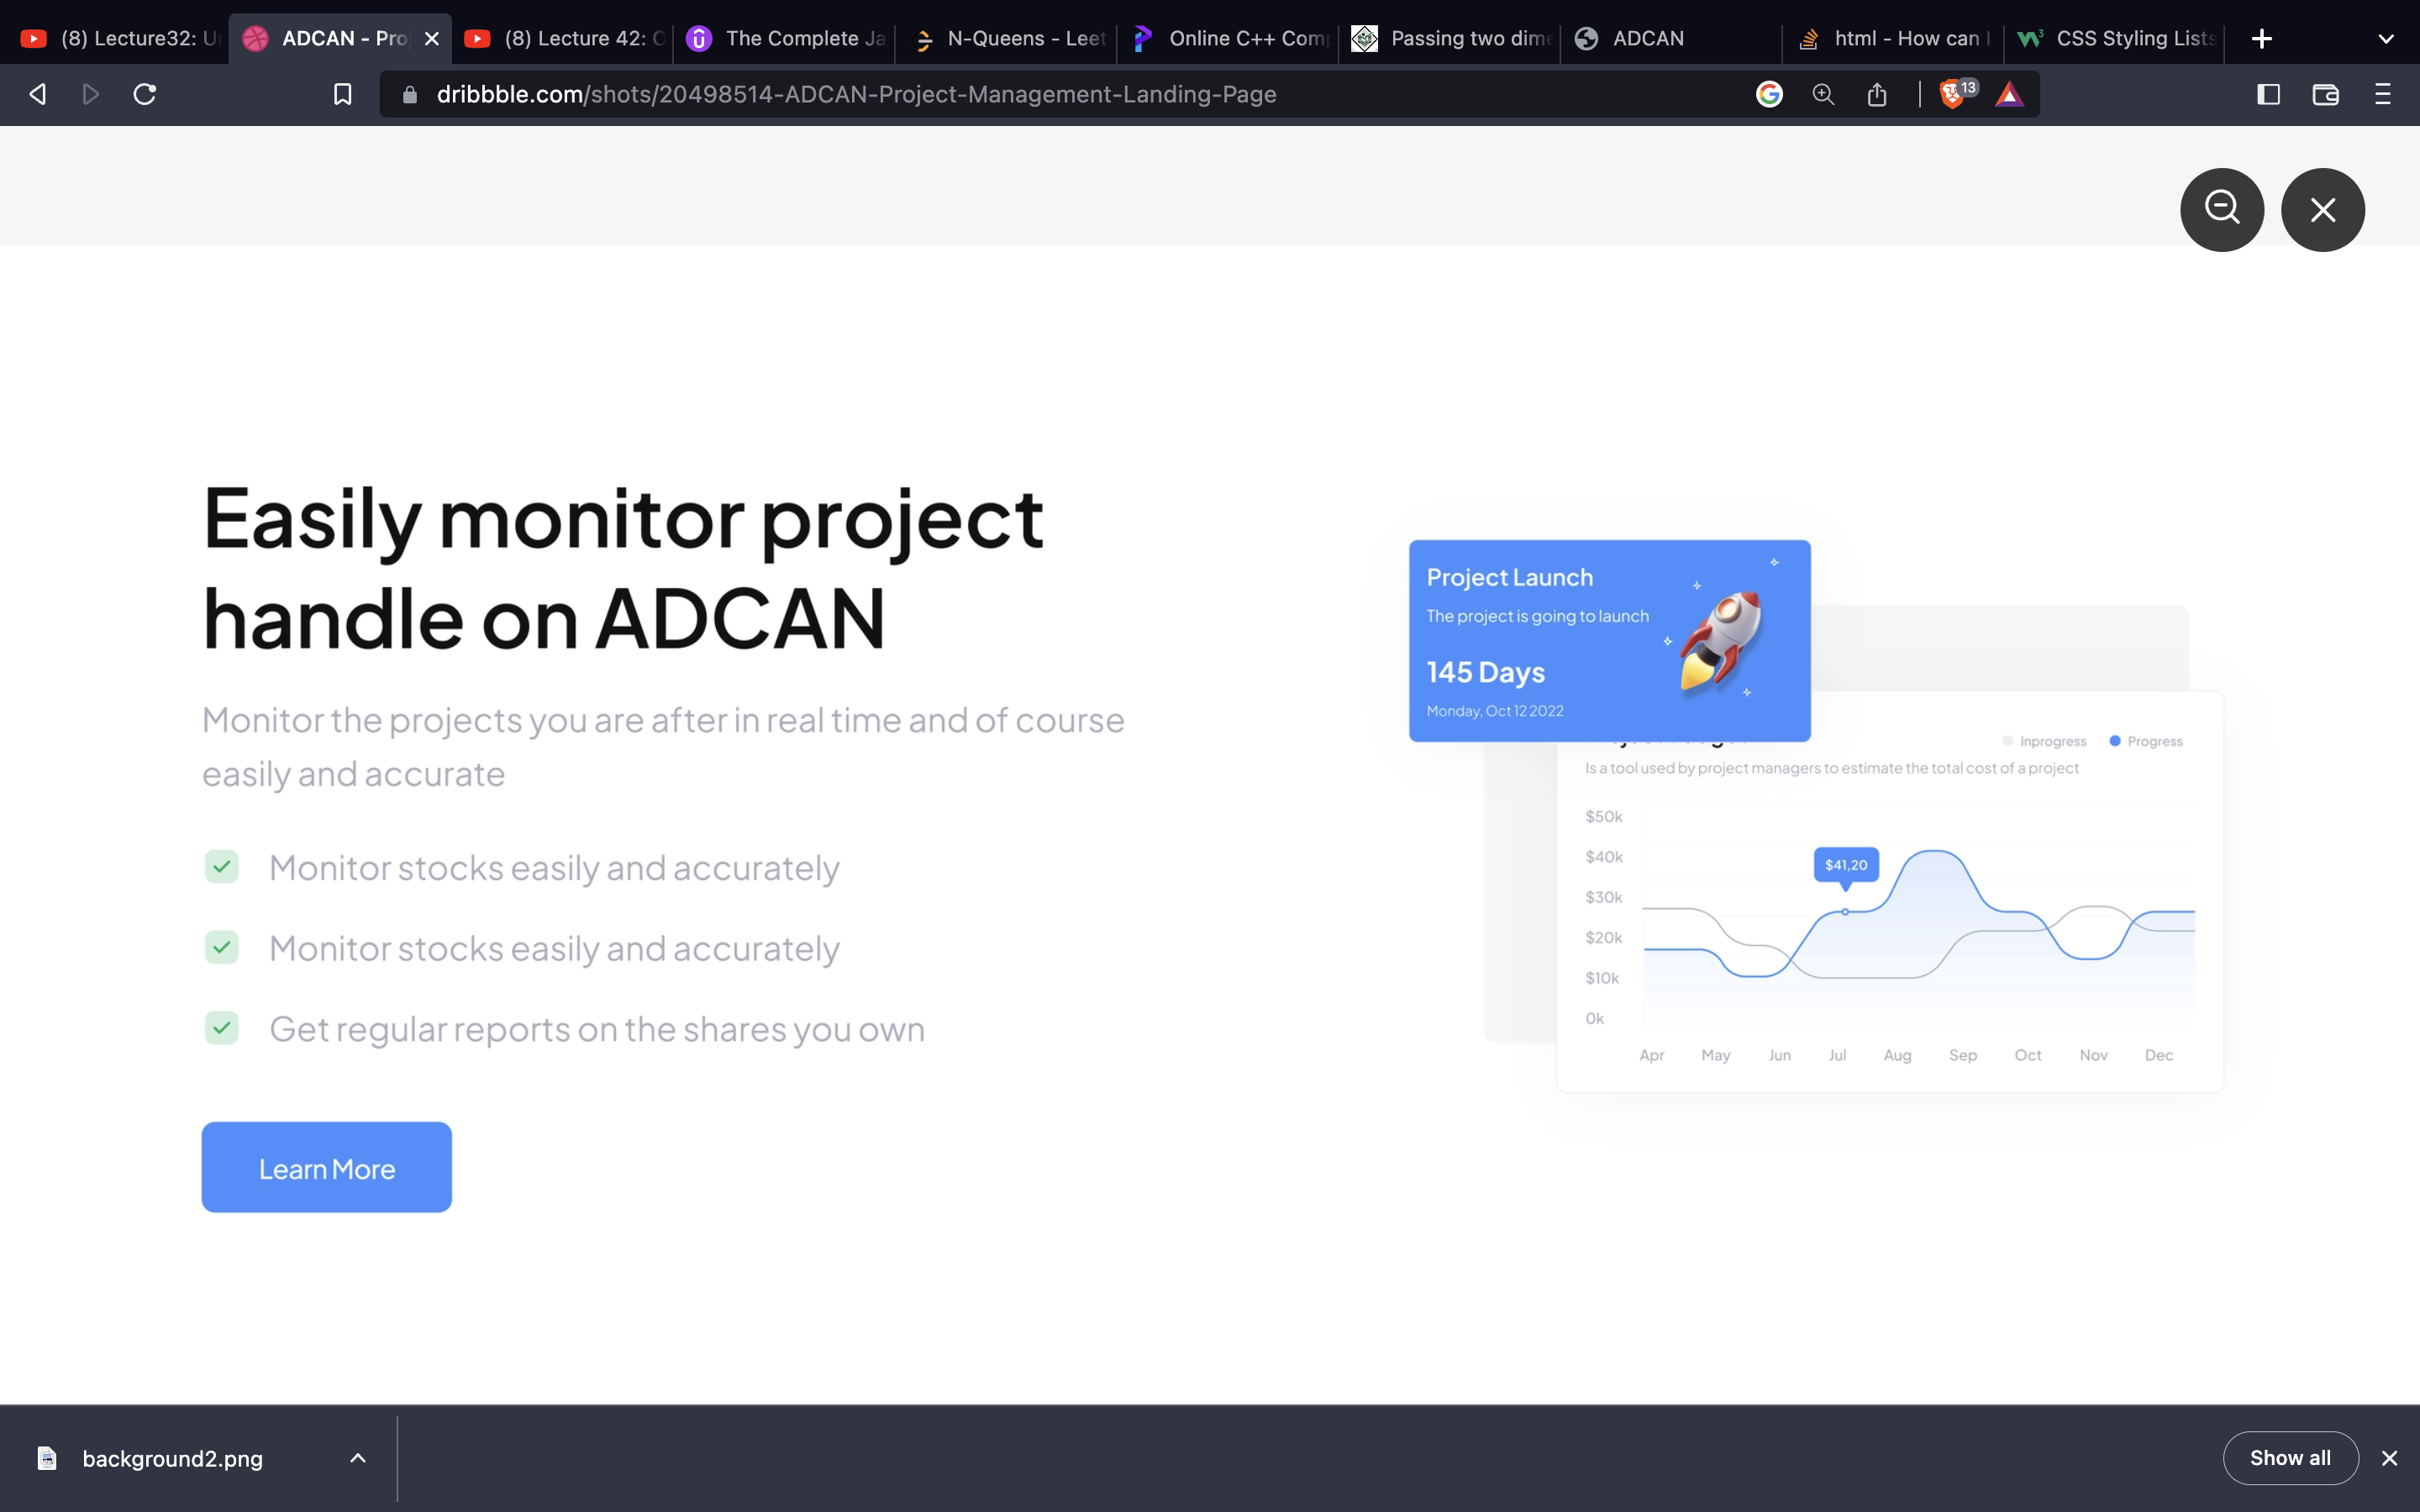 (8) Lecture32:
ADCAN - Pro
(8) Lecture 42:
The Complete Ja
N-Queens - Leet
Online C++ Com
Passing two dime
ADCAN
html - How can I
CSS Styling Lists
dribbble.com/shots/20498514-ADCAN-Project-Management-Landing-Page
13
Easily monitor project
handle on ADCAN
Monitor the projects you are after in real time and of course
easily and accurate
Monitor stocks easily and accurately
Monitor stocks easily and accurately
Get regular reports on the shares you own
Learn More
Project Launch
The project is going to launch
145 Days
Monday, Oct 12 2022
Inprogress
Progress
Is a tool used by project managers to estimate the total cost of a project
$50k
$40k
$30k
$20k
$10k
0k
$41,20
Apr May Jun Jul Aug Sep Oct Nov Dec
background2.png
Show all